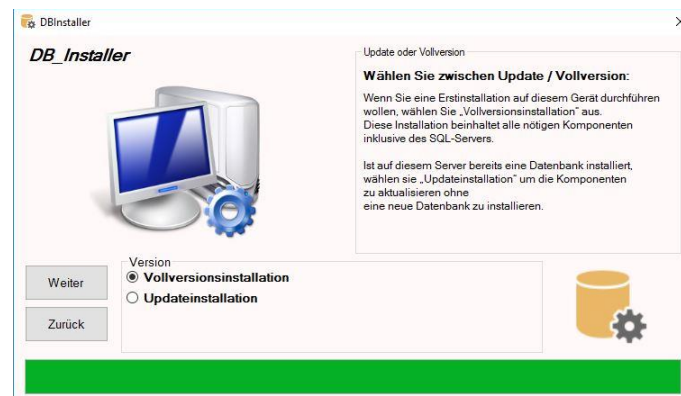 DBInstaller
DB_Installer
Update oder Vollversion
Wählen Sie zwischen Update / Vollversion:
Wenn Sie eine Erstinstallation auf diesem Gerät durchführen
wollen, wählen Sie „Vollversionsinstallation“ aus.
Diese Installation beinhaltet alle nötigen Komponenten
inklusive des SQL-Servers.
Ist auf diesem Server bereits eine Datenbank installiert,
wählen sie „Updateinstallation“ um die Komponenten
zu aktualisieren ohne
eine neue Datenbank zu installieren.
Version
Vollversionsinstallation
Updateinstallation
Weiter
Zurück